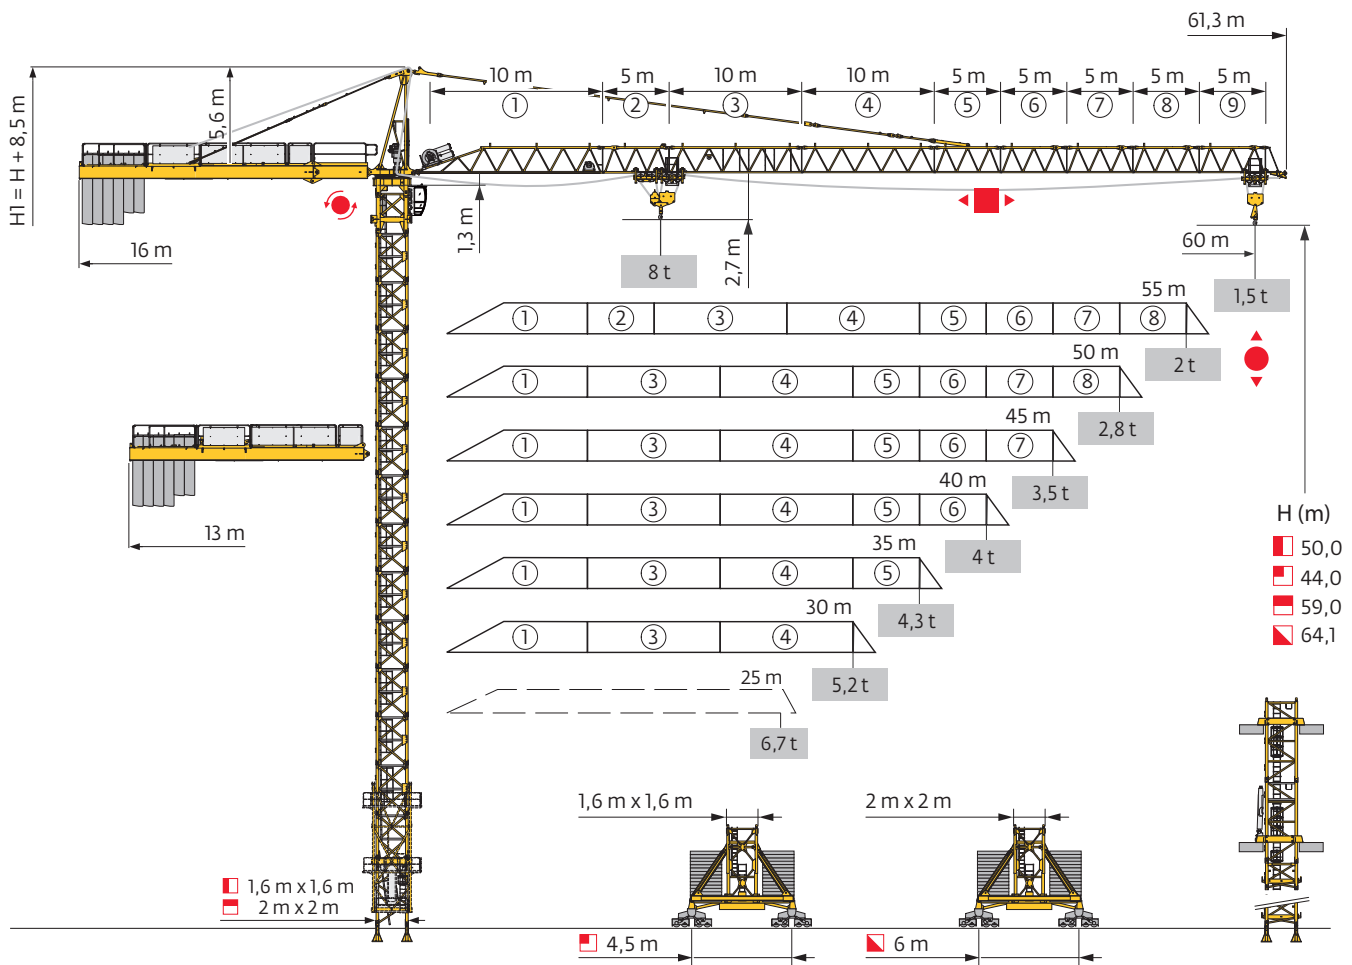 61,3 m
10 m
5 m
10 m
10 m
5 m
5 m
5 m
5 m
5 m
1
2
3
4
5
6
7
8
9
H1 = H + 8,5 m
5,6 m
1,3 m
2,7 m
16 m
8 t
60 m
1,5 t
55 m
1
2
3
4
5
6
7
8
2 t
50 m
1
3
4
5
6
7
8
2,8 t
45 m
1
3
4
5
6
7
3,5 t
13 m
40 m
1
3
4
5
6
4 t
H (m)
50,0
44,0
59,0
64,1
35 m
1
3
4
5
4,3 t
30 m
1
3
4
5,2 t
25 m
6,7 t
1,6 m x 1,6 m
2 m x 2 m
1,6 m x 1,6 m
2 m x 2 m
4,5 m
6 m